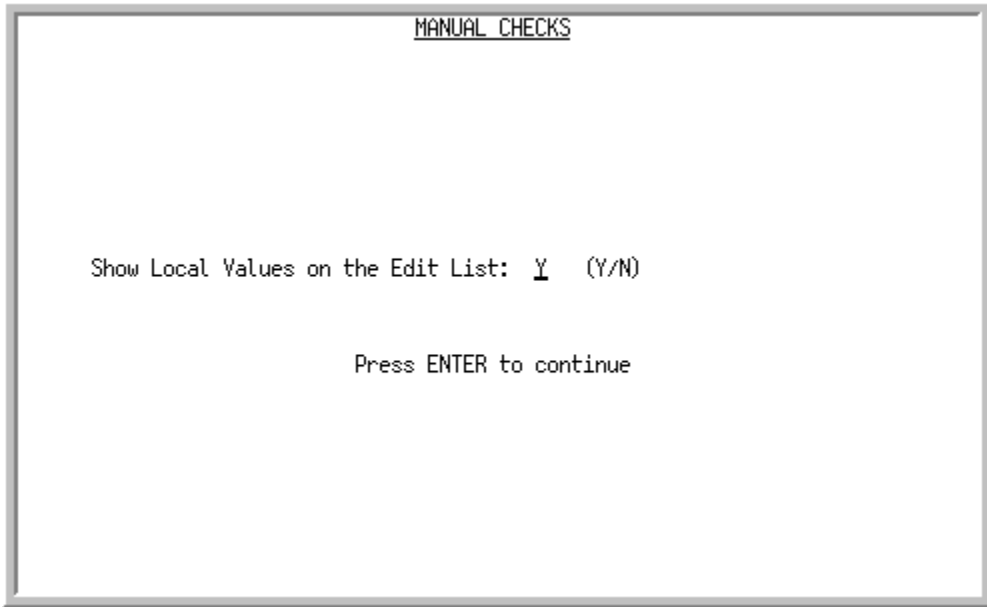 MANUAL CHECKS
Show Local Values on the Edit List: Y (Y/N)
Press ENTER to continue